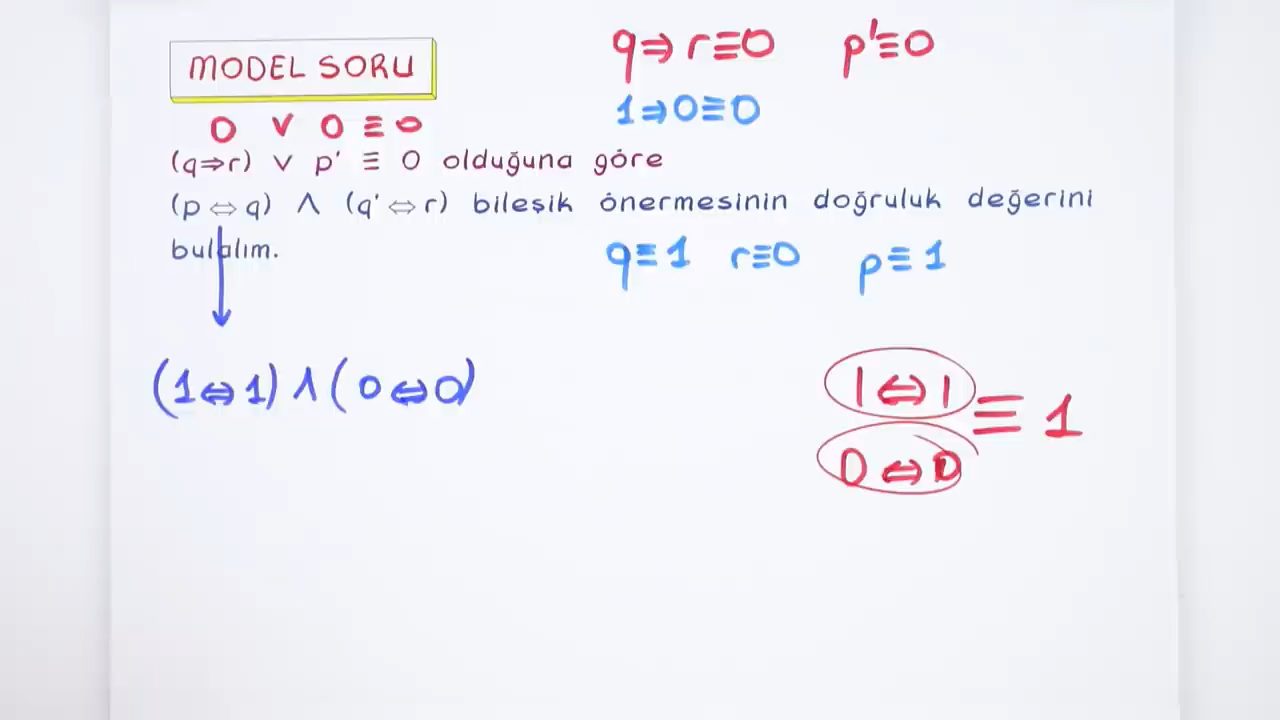 MODEL SORU
q⇒r≡0 p'≡0
1⇒0≡0
0 ∨ 0 ≡ 0
(q⇒r) ∨ p' ≡ 0 olduğuna göre
(p⇔q) ∧ (q'⇔r) bileşik önermesinin doğruluk değerini
bulalım.
q≡1 r≡0 p≡1
(1⇔1)∧(0⇔0)
1⇔1
≡ 1
0⇔0